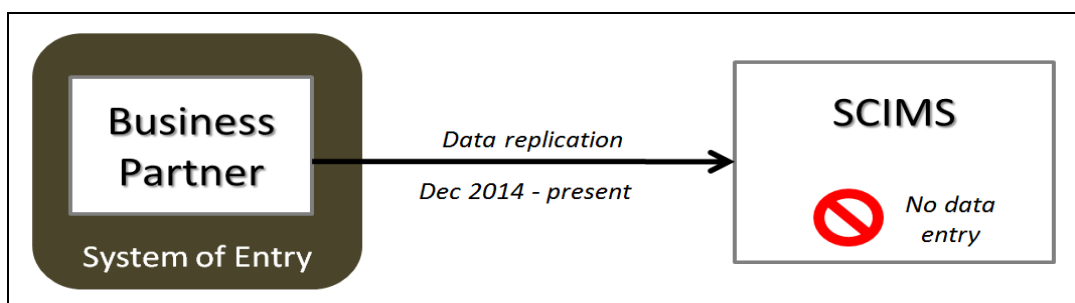 Business
Partner
System of Entry
Data replication
Dec 2014 - present
SCIMS
No data
entry